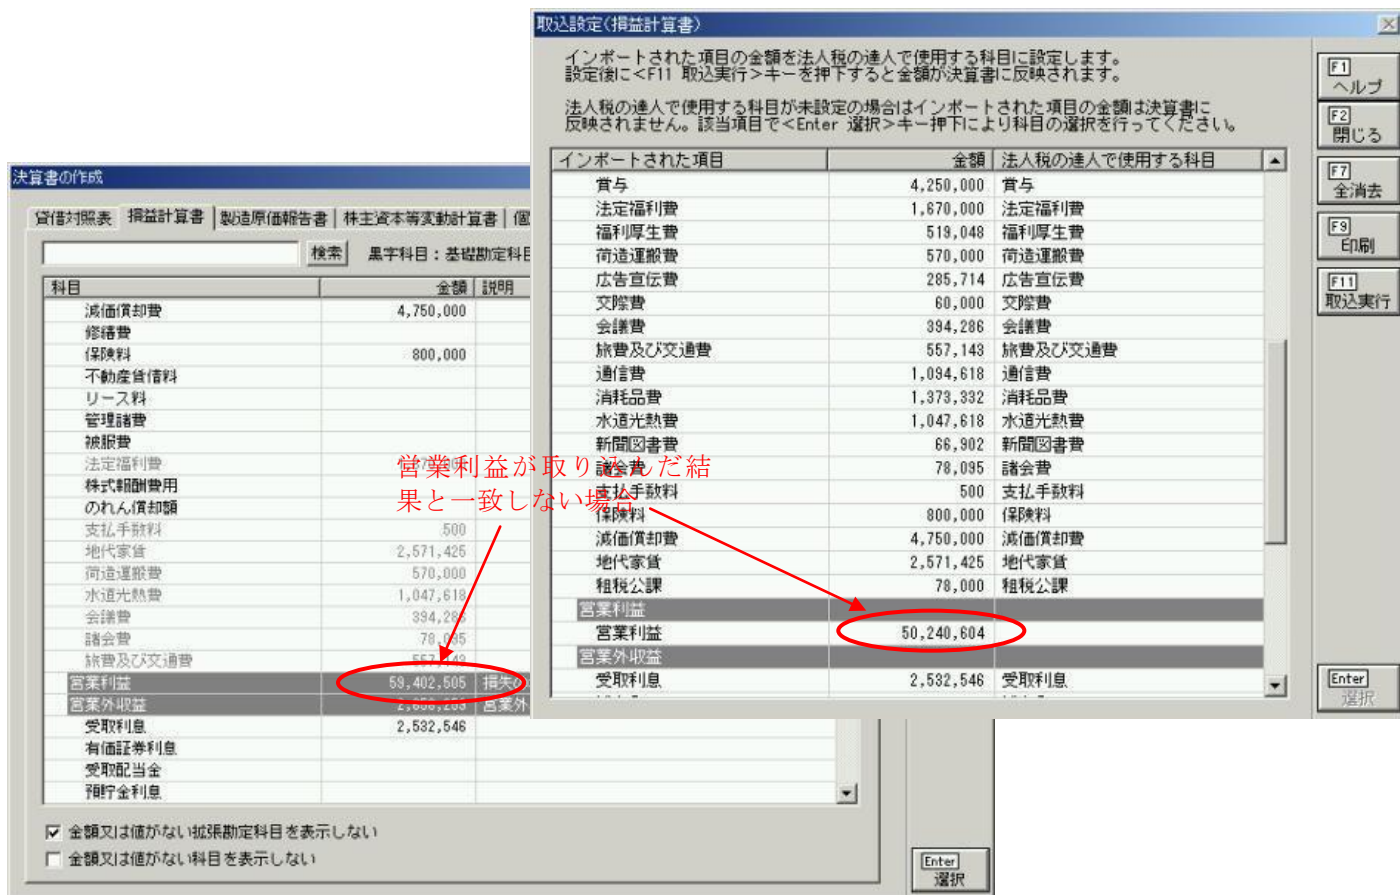 取込設定(損益計算書)
インポートされた項目の金額を法人税の達人で使用する科目に設定します。
設定後に<F11 取込実行>キーを押下すると金額が決算書に反映されます。
法人税の達人で使用する科目が未設定の場合はインポートされた項目の金額は決算書に
反映されません。該当項目で<Enter 選択>キー押下により科目の選択を行ってください。
インポートされた項目 金額 法人税の達人で使用する科目
賞与 4,250,000 賞与
法定福利費 1,670,000 法定福利費
福利厚生費 519,048 福利厚生費
荷造運搬費 570,000 荷造運搬費
広告宣伝費 285,714 広告宣伝費
交際費 60,000 交際費
会議費 394,286 会議費
旅費及び交通費 557,143 旅費及び交通費
通信費 1,094,618 通信費
消耗品費 1,373,332 消耗品費
水道光熱費 1,047,618 水道光熱費
新聞図書費 66,902 新聞図書費
諸会費 78,095 諸会費
支払手数料 500 支払手数料
保険料 800,000 保険料
減価償却費 4,750,000 減価償却費
地代家賃 2,571,425 地代家賃
租税公課 78,000 租税公課
営業利益
営業利益 50,240,604
営業外収益
受取利息 2,532,546 受取利息
F1
ヘルプ
F2
閉じる
F7
全消去
F9
印刷
F11
取込実行
Enter
選択
決算書の作成
貸借対照表 損益計算書 製造原価報告書 株主資本等変動計算書 個
検索 黒字科目:基礎勘定科目
科目 金額 説明
減価償却費 4,750,000
修繕費
保険料 800,000
不動産賃借料
リース料
管理諸費
被服費
法定福利費
株式報酬費用
のれん償却額
支払手数料 500
地代家賃 2,571,425
荷造運搬費 570,000
水道光熱費 1,047,618
会議費 394,286
諸会費 78,095
旅費及び交通費 557,143
営業利益 59,402,505 損失の
営業外収益 営業外
受取利息 2,532,546
有価証券利息
受取配当金
預貯金利息
金額又は値がない拡張勘定科目を表示しない
金額又は値がない科目を表示しない
Enter
選択
営業利益が取り込んだ結
果と一致しない場合